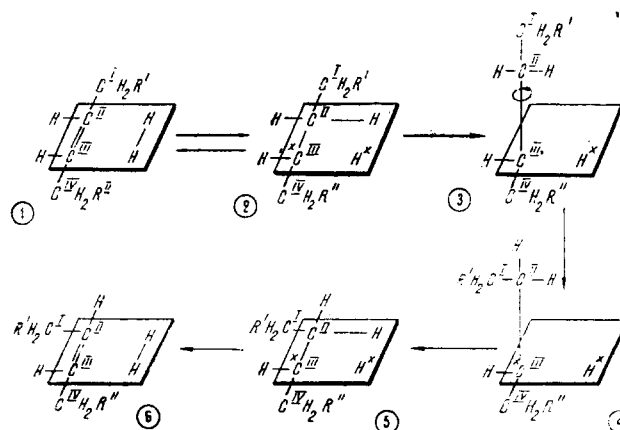 C^I H_2 R'
H C^II
H C^III H H
C^IV H_2 R^II
1
C^I H_2 R'
H C^II — H
H C^x III H^x
C^IV H_2 R''
2
C^I H_2 R'
H—C^II—H
H C^III
C^IV H_2 R''
3
H
R'H_2 C^I—C^II—H
H C^x III H^x
C^IV H_2 R''
H
R'H_2 C^I C^II — H
H C^x III H^x
C^IV H_2 R''
5
H
R'H_2 C^I C^II H
H C^III H
C^IV H_2 R''
6